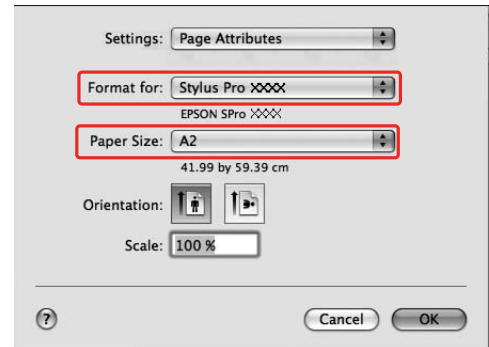 Settings: Page Attributes
Format for: Stylus Pro XXXX
EPSON SPro XXXX
Paper Size: A2
41.99 by 59.39 cm
Orientation:
Scale: 100 %
? Cancel OK